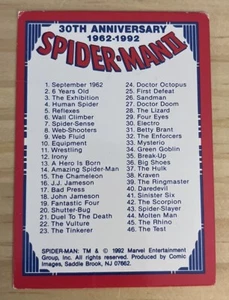 30TH ANNIVERSARY
1962-1992
SPIDER-MAN II
1. September 1962
2. 6 Years Old
3. The Exhibition
4. Human Spider
5. Reflexes
6. Wall Climber
7. Spider-Sense
8. Web-Shooters
9. Web Fluid
10. Equipment
11. Wrestling
12. Irony
13. A Hero Is Born
14. Amazing Spider-Man
15. The Chameleon
16. J.J. Jameson
17. Bad Press
18. John Jameson
19. Fantastic Four
20. Shutter-Bug
21. Duel To The Death
22. The Vulture
23. The Tinkerer
24. Doctor Octopus
25. First Defeat
26. Sandman
27. Doctor Doom
28. The Lizard
29. Four Eyes
30. Electro
31. Betty Brant
32. The Enforcers
33. Mysterio
34. Green Goblin
35. Break-Up
36. Big Shoes
37. The Hulk
38. Kraven
39. The Ringmaster
40. Daredevil
41. Sinister Six
42. The Scorpion
43. Spider-Slayer
44. Molten Man
45. The Rhino
46. The Test
SPIDER-MAN: TM & © 1992 Marvel Entertainment
Group, Inc. All rights reserved. Produced by Comic
Images, Saddle Brook, NJ 07662.